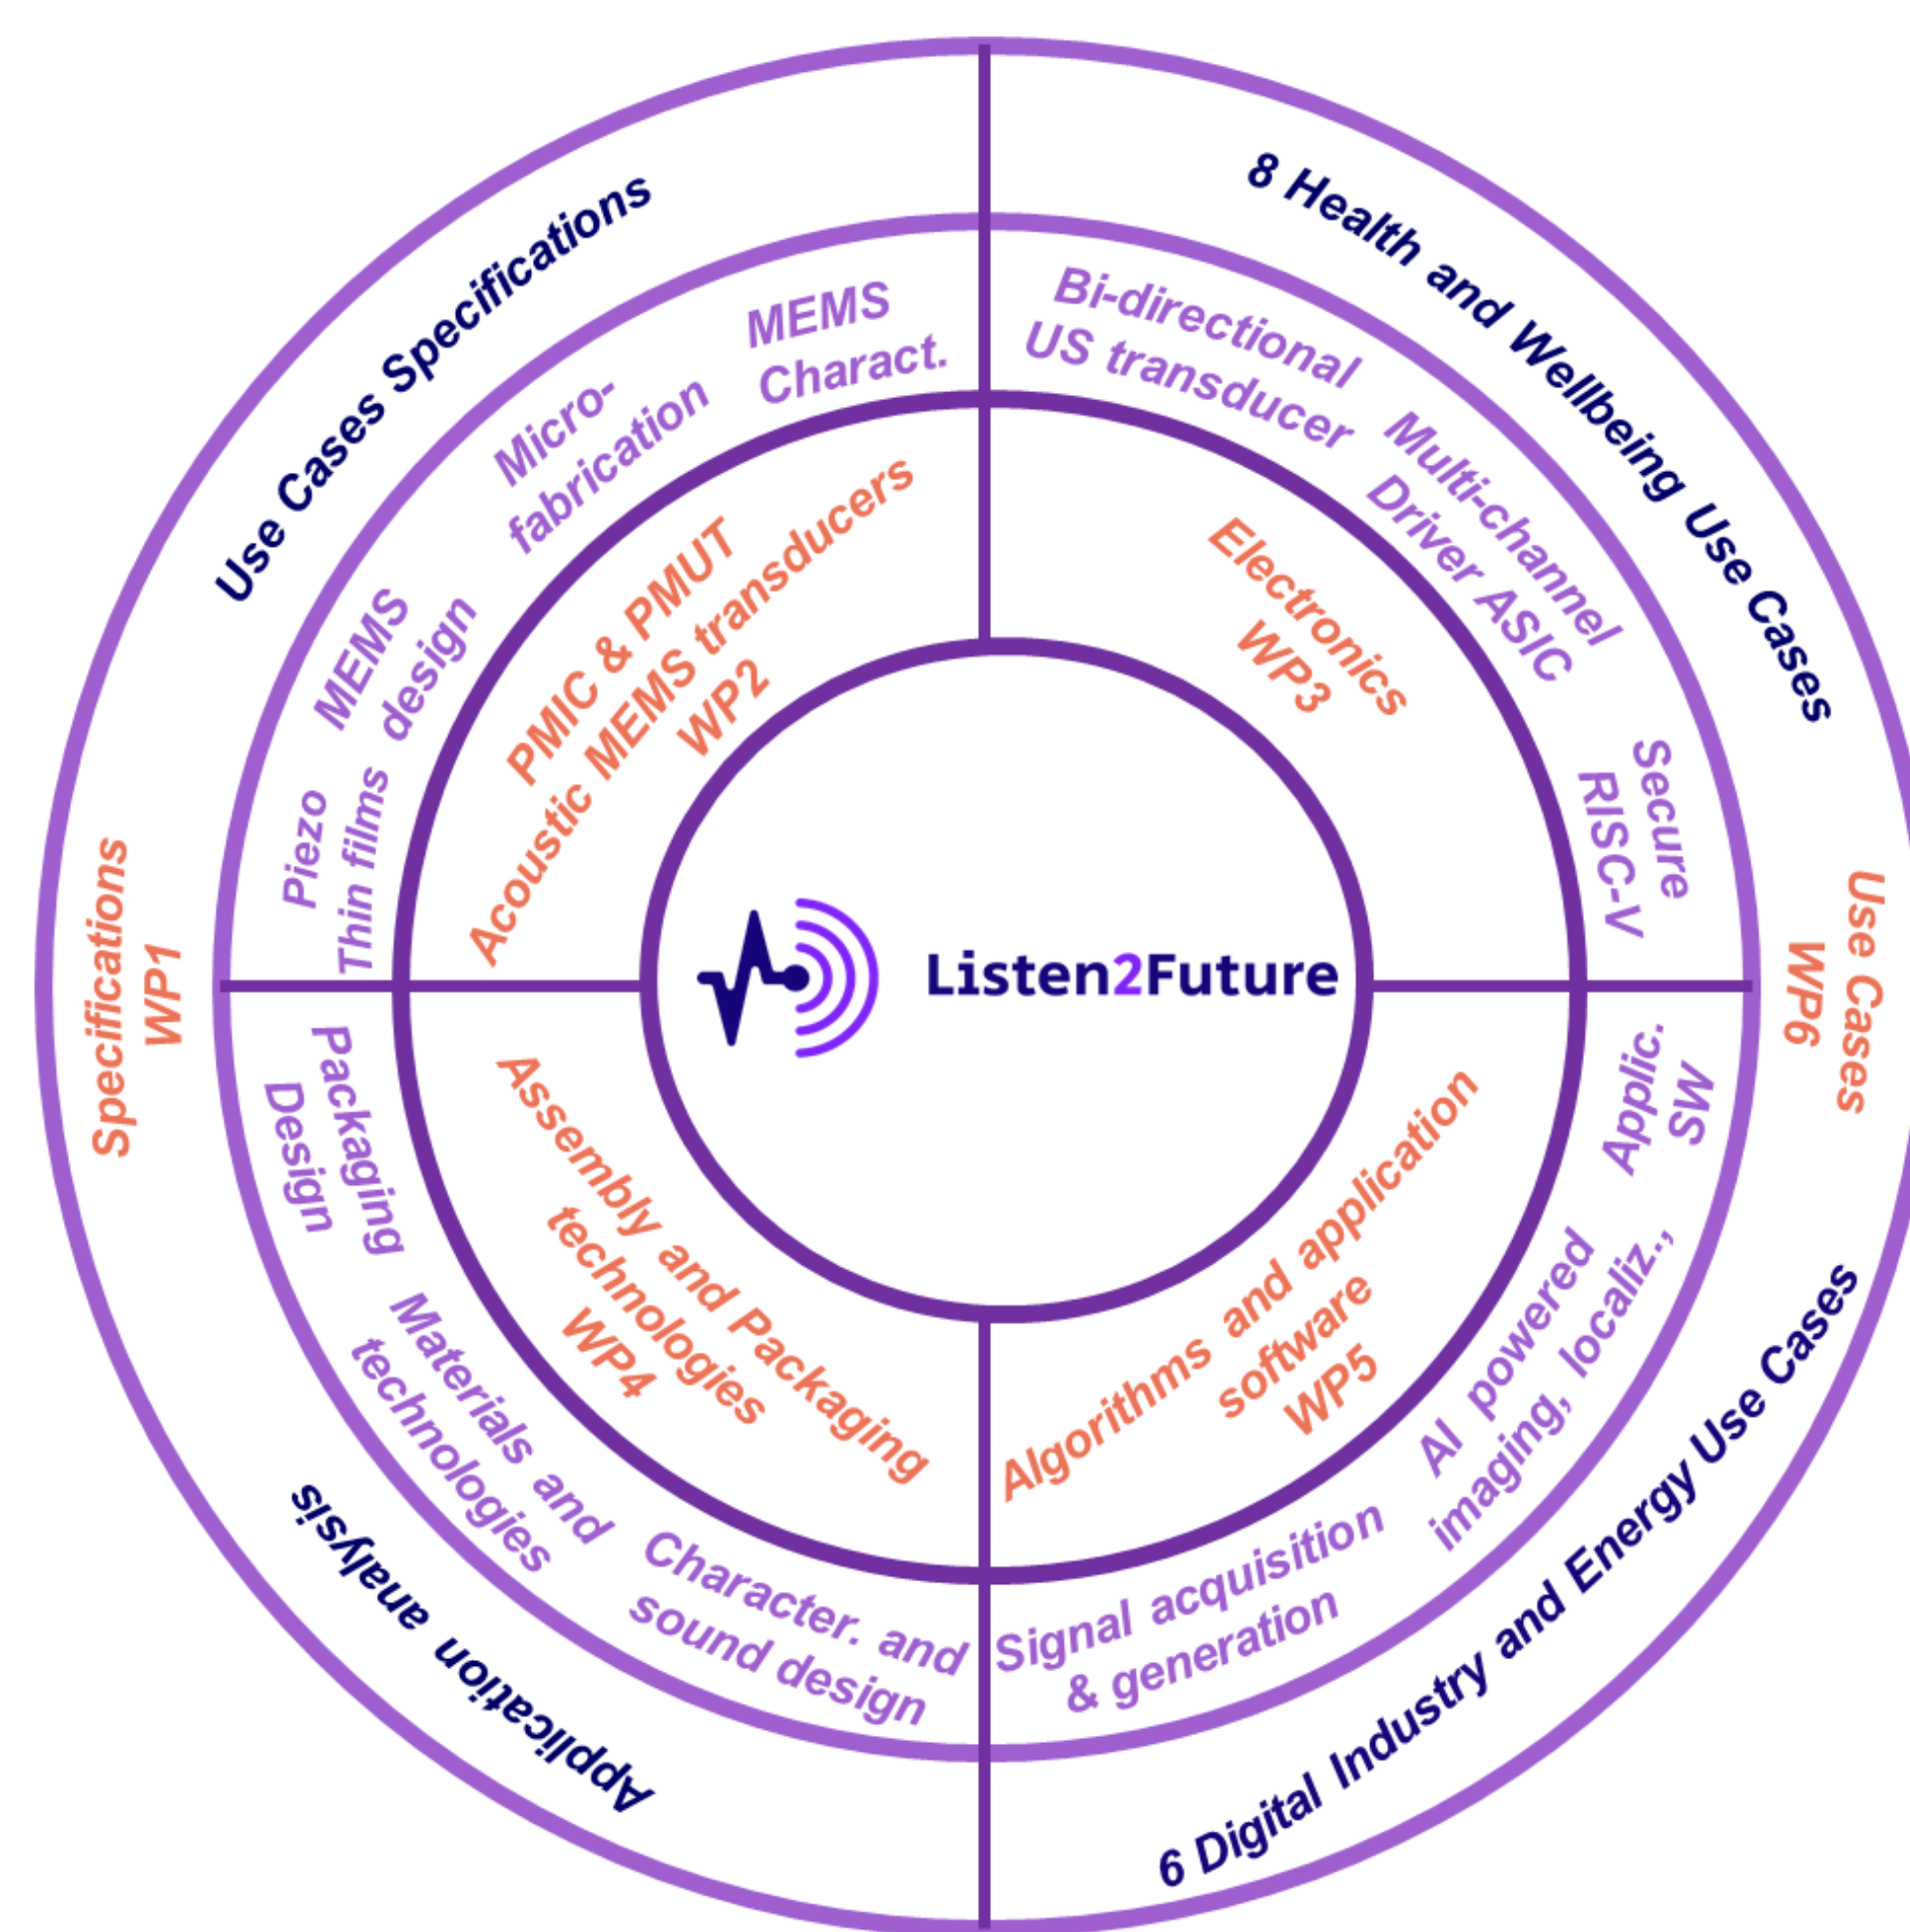 Use Cases Specifications
Specifications
WP1
Application analysis
8 Health and Wellbeing Use Cases
Use Cases
WP6
6 Digital Industry and Energy Use Cases
Piezo
Thin films
MEMS
design
Micro-
fabrication
MEMS
Charact.
Bi-directional
US transducer
Multi-channel
Driver ASIC
Secure
RISC-V
Applic.
SW
AI powered
imaging, localiz.,
Signal acquisition
& generation
Character. and
sound design
Materials and
technologies
Packaging
Design
PMIC & PMUT
Acoustic MEMS transducers
WP2
Electronics
WP3
Assembly and Packaging
technologies
WP4
Algorithms and application
software
WP5
Listen2Future